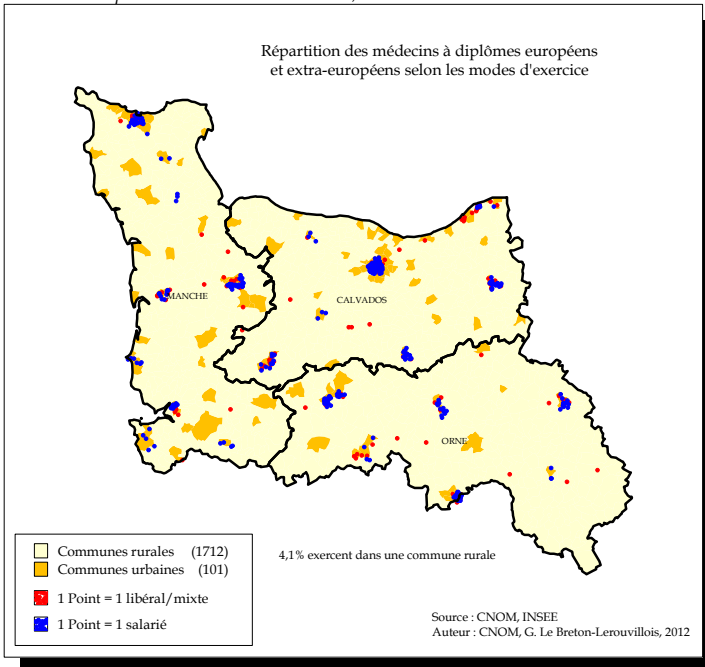 Répartition des médecins à diplômes européens
et extra-européens selon les modes d'exercice
MANCHE
CALVADOS
ORNE
Communes rurales (1712)
Communes urbaines (101)
1 Point = 1 libéral/mixte
1 Point = 1 salarié
4,1% exercent dans une commune rurale
Source : CNOM, INSEE
Auteur : CNOM, G. Le Breton-Lerouvillois, 2012